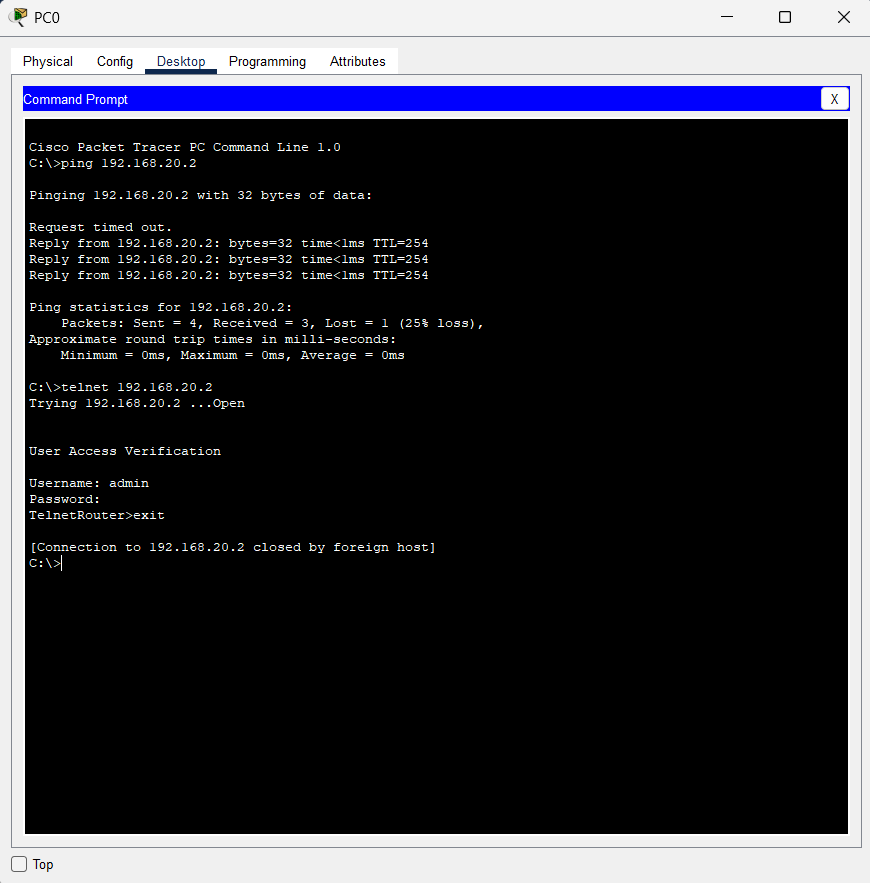 PC0
Physical Config Desktop Programming Attributes
Command Prompt
X
Cisco Packet Tracer PC Command Line 1.0
C:\>ping 192.168.20.2
Pinging 192.168.20.2 with 32 bytes of data:
Request timed out.
Reply from 192.168.20.2: bytes=32 time<1ms TTL=254
Reply from 192.168.20.2: bytes=32 time<1ms TTL=254
Reply from 192.168.20.2: bytes=32 time<1ms TTL=254
Ping statistics for 192.168.20.2:
    Packets: Sent = 4, Received = 3, Lost = 1 (25% loss),
Approximate round trip times in milli-seconds:
    Minimum = 0ms, Maximum = 0ms, Average = 0ms
C:\>telnet 192.168.20.2
Trying 192.168.20.2 ...Open
User Access Verification
Username: admin
Password:
TelnetRouter>exit
[Connection to 192.168.20.2 closed by foreign host]
C:\>
Top